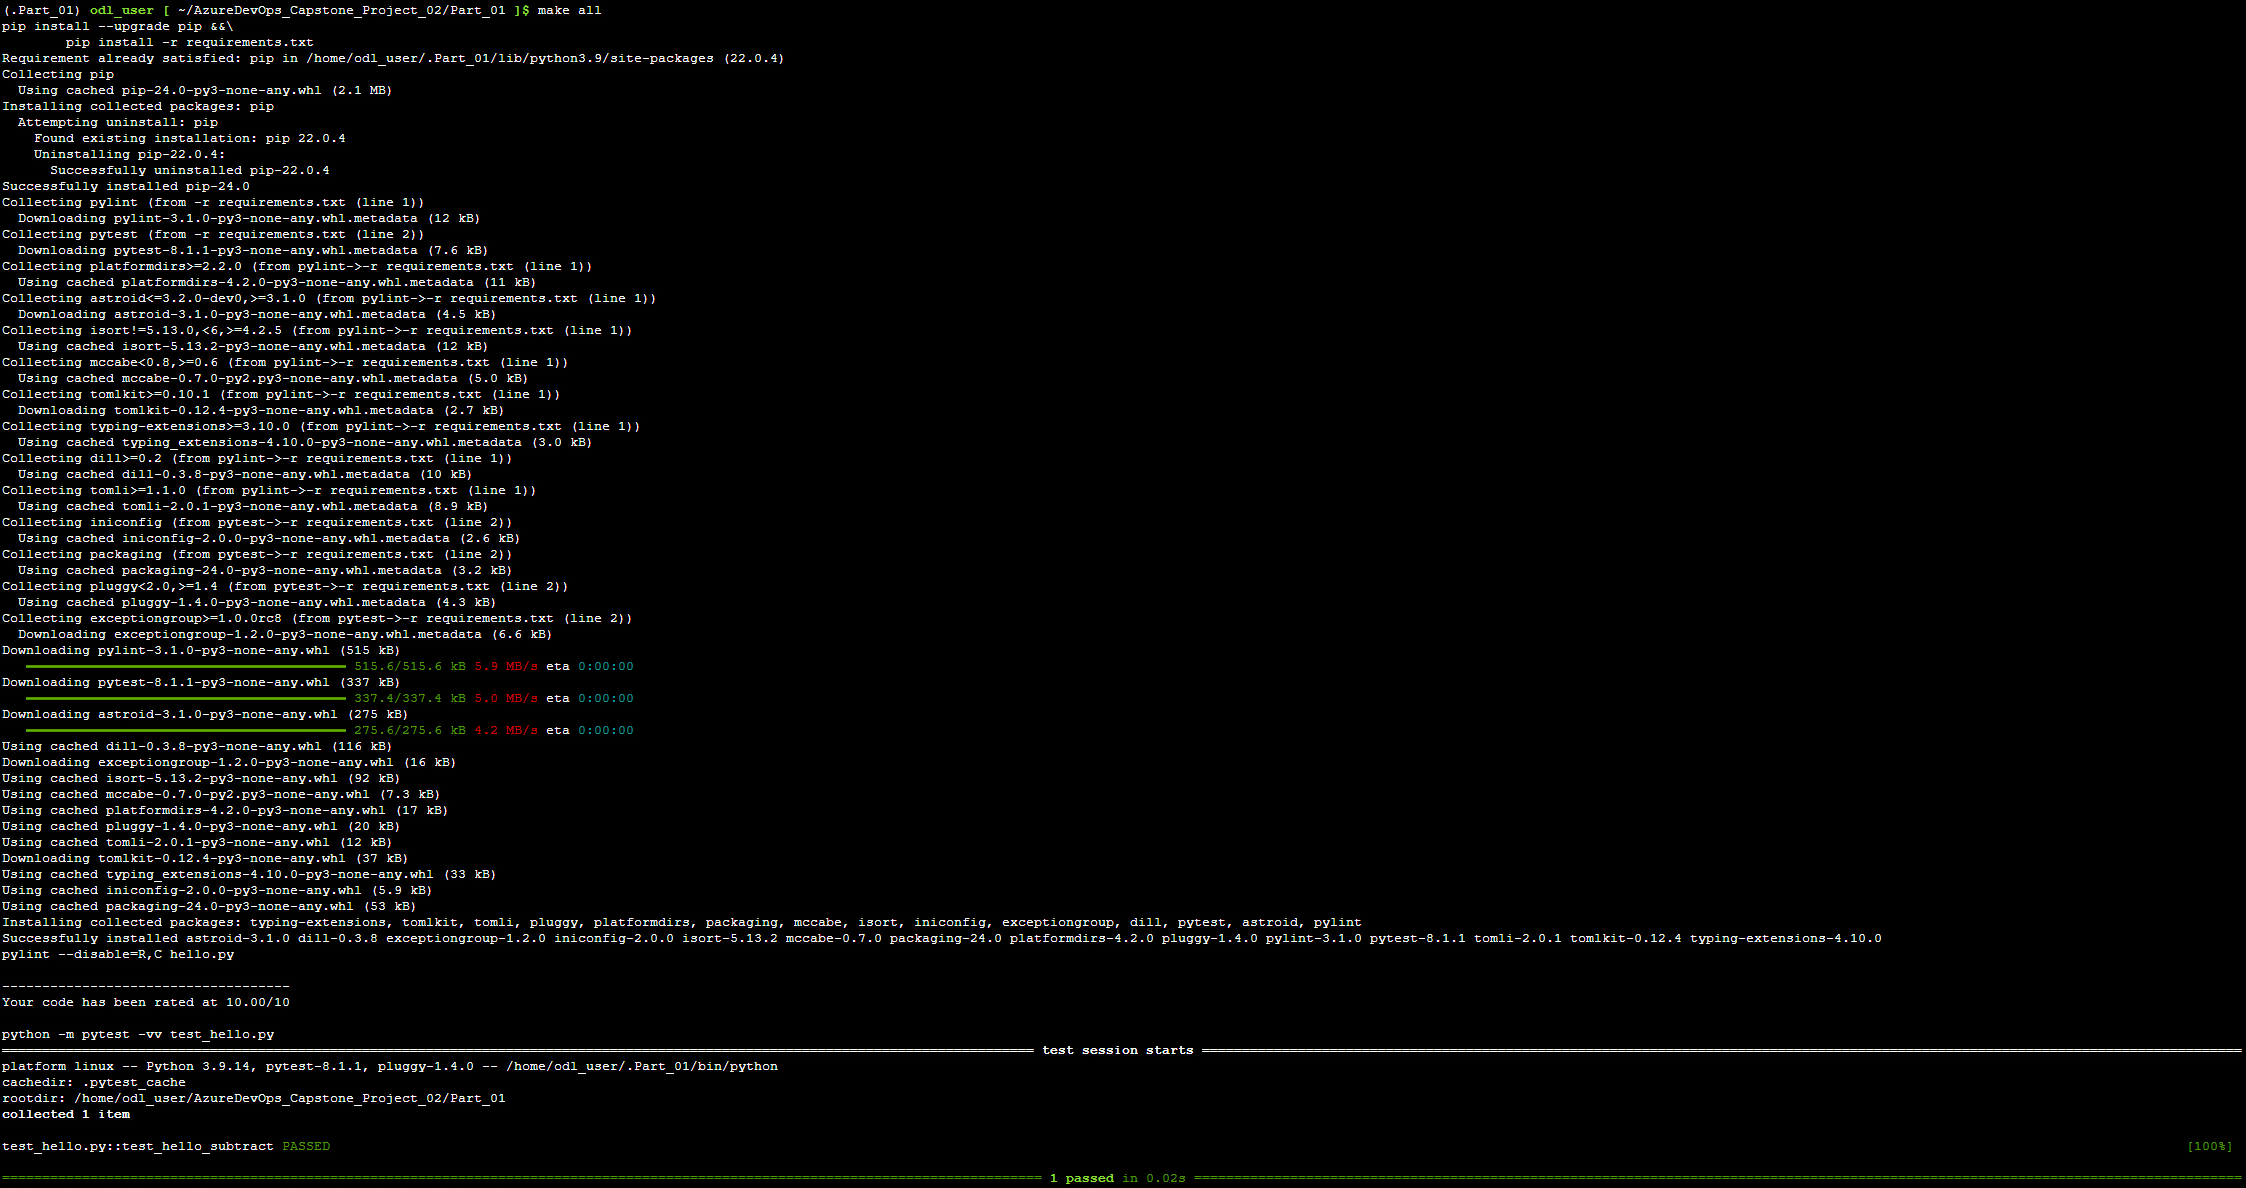 (.Part_01) odl_user [ ~/AzureDevOps_Capstone_Project_02/Part_01 ]$ make all
pip install --upgrade pip &&\
        pip install -r requirements.txt
Requirement already satisfied: pip in /home/odl_user/.Part_01/lib/python3.9/site-packages (22.0.4)
Collecting pip
  Using cached pip-24.0-py3-none-any.whl (2.1 MB)
Installing collected packages: pip
  Attempting uninstall: pip
    Found existing installation: pip 22.0.4
    Uninstalling pip-22.0.4:
      Successfully uninstalled pip-22.0.4
Successfully installed pip-24.0
Collecting pylint (from -r requirements.txt (line 1))
  Downloading pylint-3.1.0-py3-none-any.whl.metadata (12 kB)
Collecting pytest (from -r requirements.txt (line 2))
  Downloading pytest-8.1.1-py3-none-any.whl.metadata (7.6 kB)
Collecting platformdirs>=2.2.0 (from pylint->-r requirements.txt (line 1))
  Using cached platformdirs-4.2.0-py3-none-any.whl.metadata (11 kB)
Collecting astroid<=3.2.0-dev0,>=3.1.0 (from pylint->-r requirements.txt (line 1))
  Downloading astroid-3.1.0-py3-none-any.whl.metadata (4.5 kB)
Collecting isort!=5.13.0,<6,>=4.2.5 (from pylint->-r requirements.txt (line 1))
  Using cached isort-5.13.2-py3-none-any.whl.metadata (12 kB)
Collecting mccabe<0.8,>=0.6 (from pylint->-r requirements.txt (line 1))
  Using cached mccabe-0.7.0-py2.py3-none-any.whl.metadata (5.0 kB)
Collecting tomlkit>=0.10.1 (from pylint->-r requirements.txt (line 1))
  Downloading tomlkit-0.12.4-py3-none-any.whl.metadata (2.7 kB)
Collecting typing-extensions>=3.10.0 (from pylint->-r requirements.txt (line 1))
  Using cached typing_extensions-4.10.0-py3-none-any.whl.metadata (3.0 kB)
Collecting dill>=0.2 (from pylint->-r requirements.txt (line 1))
  Using cached dill-0.3.8-py3-none-any.whl.metadata (10 kB)
Collecting tomli>=1.1.0 (from pylint->-r requirements.txt (line 1))
  Using cached tomli-2.0.1-py3-none-any.whl.metadata (8.9 kB)
Collecting iniconfig (from pytest->-r requirements.txt (line 2))
  Using cached iniconfig-2.0.0-py3-none-any.whl.metadata (2.6 kB)
Collecting packaging (from pytest->-r requirements.txt (line 2))
  Using cached packaging-24.0-py3-none-any.whl.metadata (3.2 kB)
Collecting pluggy<2.0,>=1.4 (from pytest->-r requirements.txt (line 2))
  Using cached pluggy-1.4.0-py3-none-any.whl.metadata (4.3 kB)
Collecting exceptiongroup>=1.0.0rc8 (from pytest->-r requirements.txt (line 2))
  Downloading exceptiongroup-1.2.0-py3-none-any.whl.metadata (6.6 kB)
Downloading pylint-3.1.0-py3-none-any.whl (515 kB)
515.6/515.6 kB 5.9 MB/s eta 0:00:00
Downloading pytest-8.1.1-py3-none-any.whl (337 kB)
337.4/337.4 kB 5.0 MB/s eta 0:00:00
Downloading astroid-3.1.0-py3-none-any.whl (275 kB)
275.6/275.6 kB 4.2 MB/s eta 0:00:00
Using cached dill-0.3.8-py3-none-any.whl (116 kB)
Downloading exceptiongroup-1.2.0-py3-none-any.whl (16 kB)
Using cached isort-5.13.2-py3-none-any.whl (92 kB)
Using cached mccabe-0.7.0-py2.py3-none-any.whl (7.3 kB)
Using cached platformdirs-4.2.0-py3-none-any.whl (17 kB)
Using cached pluggy-1.4.0-py3-none-any.whl (20 kB)
Using cached tomli-2.0.1-py3-none-any.whl (12 kB)
Downloading tomlkit-0.12.4-py3-none-any.whl (37 kB)
Using cached typing_extensions-4.10.0-py3-none-any.whl (33 kB)
Using cached iniconfig-2.0.0-py3-none-any.whl (5.9 kB)
Using cached packaging-24.0-py3-none-any.whl (53 kB)
Installing collected packages: typing-extensions, tomlkit, tomli, pluggy, platformdirs, packaging, mccabe, isort, iniconfig, exceptiongroup, dill, pytest, astroid, pylint
Successfully installed astroid-3.1.0 dill-0.3.8 exceptiongroup-1.2.0 iniconfig-2.0.0 isort-5.13.2 mccabe-0.7.0 packaging-24.0 platformdirs-4.2.0 pluggy-1.4.0 pylint-3.1.0 pytest-8.1.1 tomli-2.0.1 tomlkit-0.12.4 typing-extensions-4.10.0
pylint --disable=R,C hello.py
------------------------------------
Your code has been rated at 10.00/10
python -m pytest -vv test_hello.py
test session starts
platform linux -- Python 3.9.14, pytest-8.1.1, pluggy-1.4.0 -- /home/odl_user/.Part_01/bin/python
cachedir: .pytest_cache
rootdir: /home/odl_user/AzureDevOps_Capstone_Project_02/Part_01
collected 1 item
test_hello.py::test_hello_subtract PASSED [100%]
1 passed in 0.02s